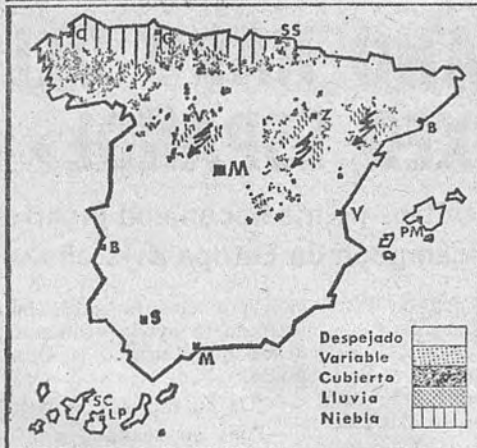 C
G
SS
V
Z
B
M
V
PM
B
S
M
SC
LP
Despejado
Variable
Cubierto
Lluvia
Niebla